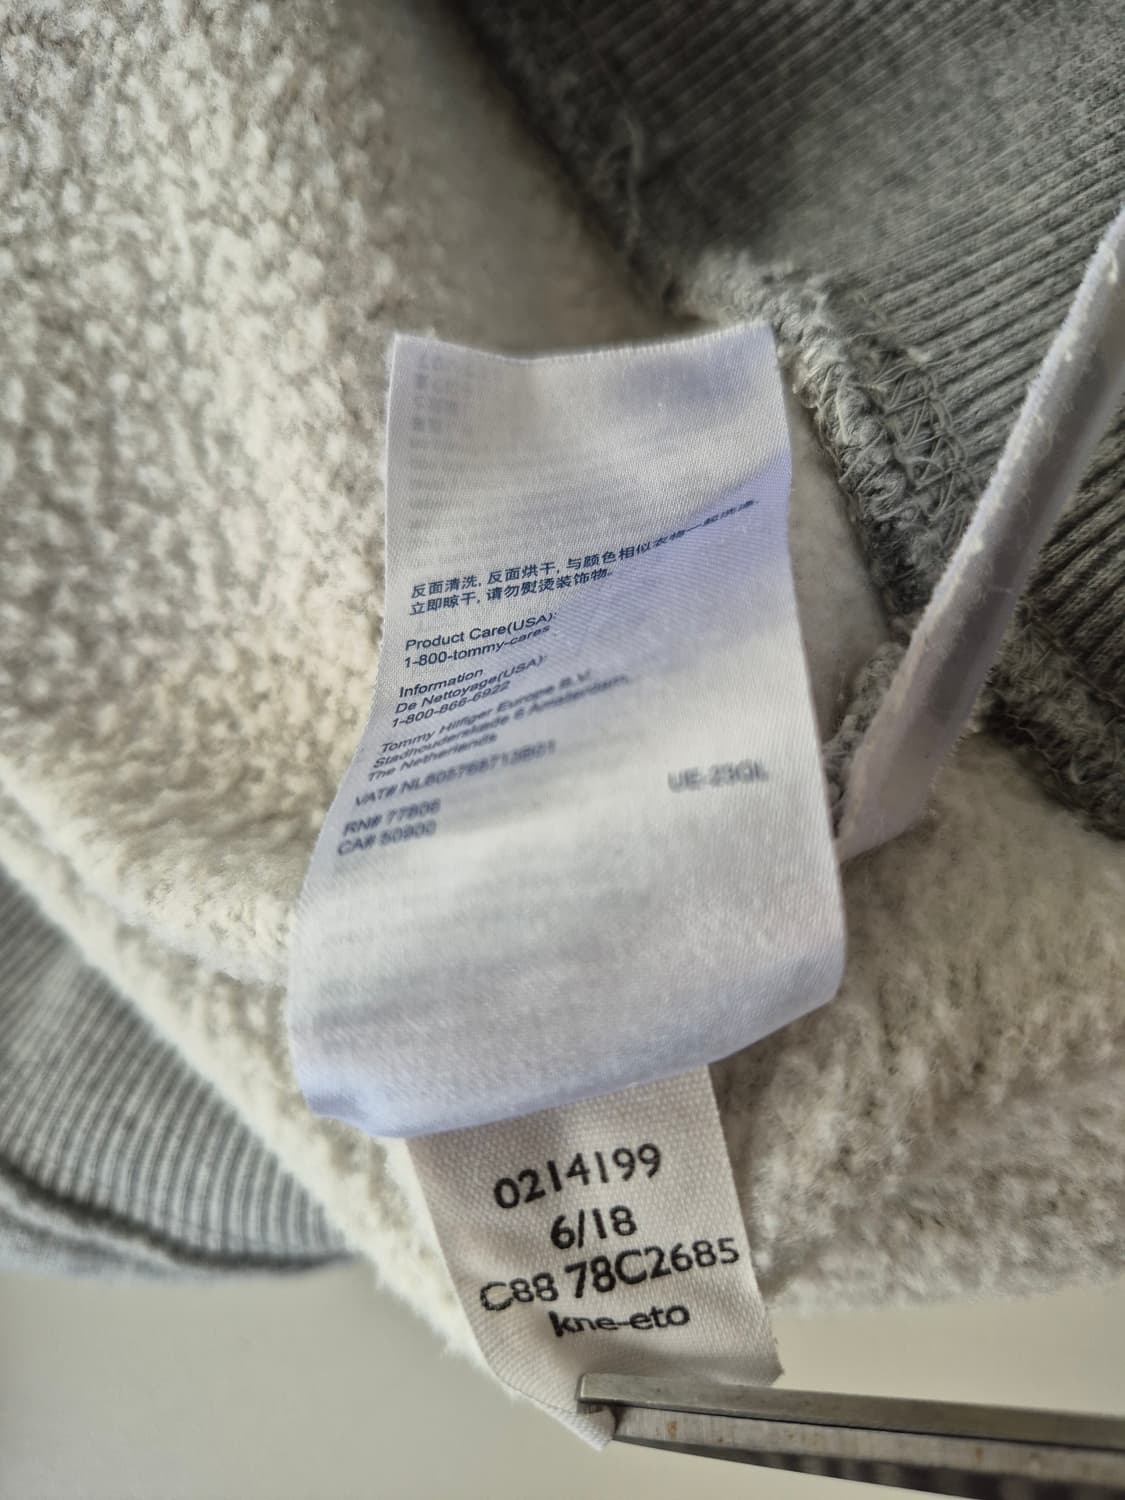 反面清洗, 反面烘干, 与颜色相似衣物一起洗涤.
立即晾干, 请勿熨烫装饰物.
Product Care(USA):
1-800-tommy-cares
Information
De Nettoyage(USA):
1-800-866-6922
Tommy Hilfiger Europe B.V.
Stadhouderskade 6 Amsterdam,
The Netherlands
VAT# NL805768713B01
RN# 77806
CA# 50900
UE-23GL
0214199
6/18
C88 78C2685
kne-eto